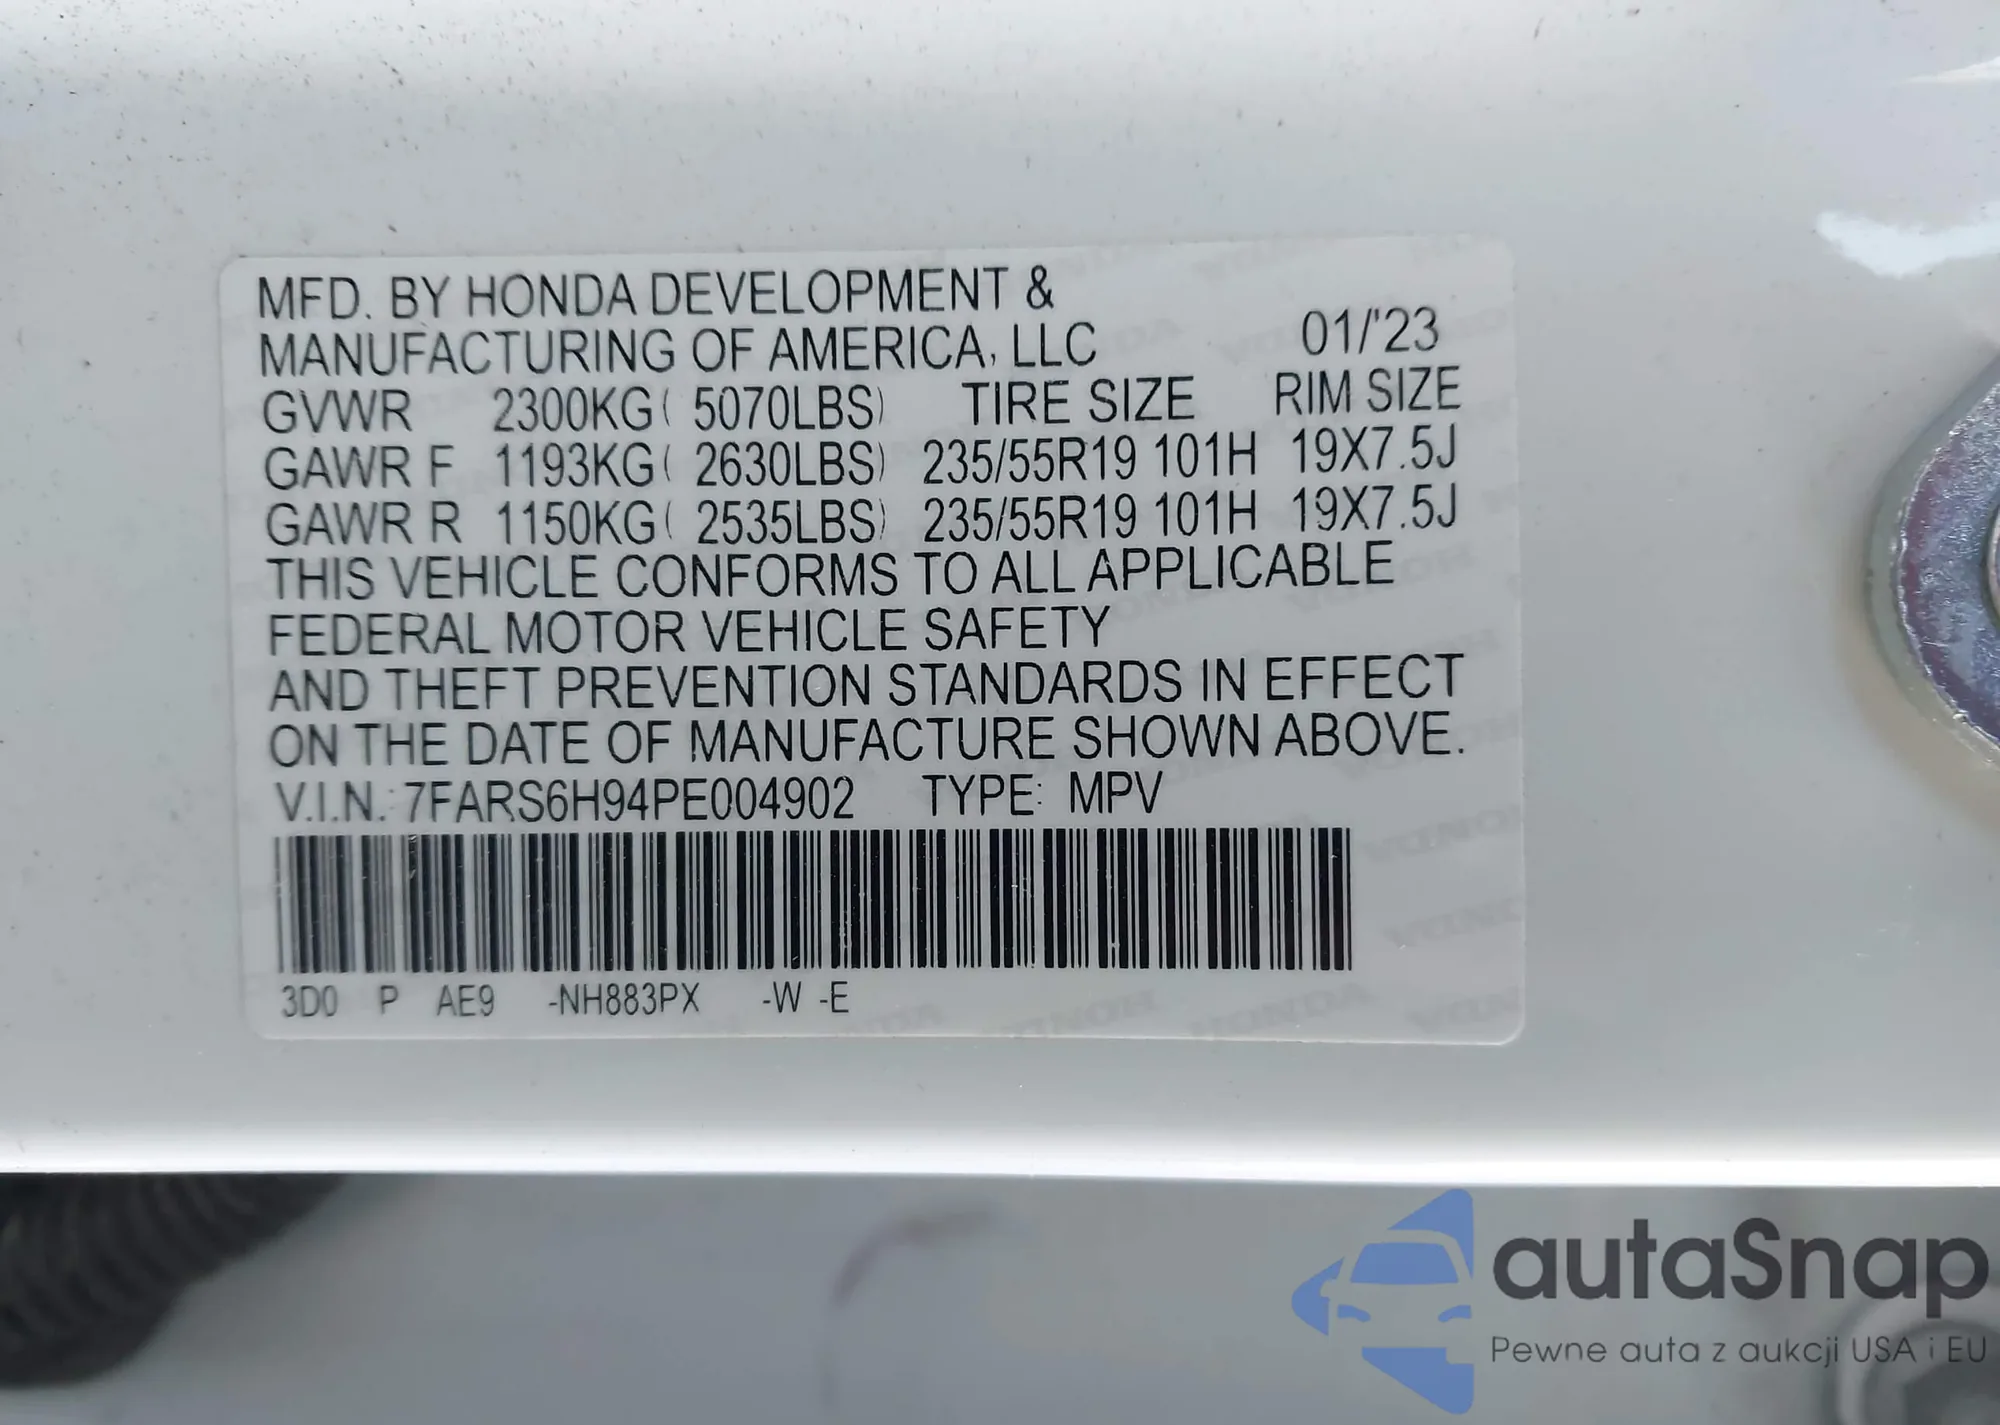 MFD. BY HONDA DEVELOPMENT &
MANUFACTURING OF AMERICA, LLC 01/'23
GVWR 2300KG( 5070LBS) TIRE SIZE RIM SIZE
GAWR F 1193KG( 2630LBS) 235/55R19 101H 19X7.5J
GAWR R 1150KG( 2535LBS) 235/55R19 101H 19X7.5J
THIS VEHICLE CONFORMS TO ALL APPLICABLE
FEDERAL MOTOR VEHICLE SAFETY
AND THEFT PREVENTION STANDARDS IN EFFECT
ON THE DATE OF MANUFACTURE SHOWN ABOVE.
V.I.N.: 7FARS6H94PE004902 TYPE: MPV
3D0 P AE9 -NH883PX -W -E
autaSnap
Pewne auta z aukcji USA i EU